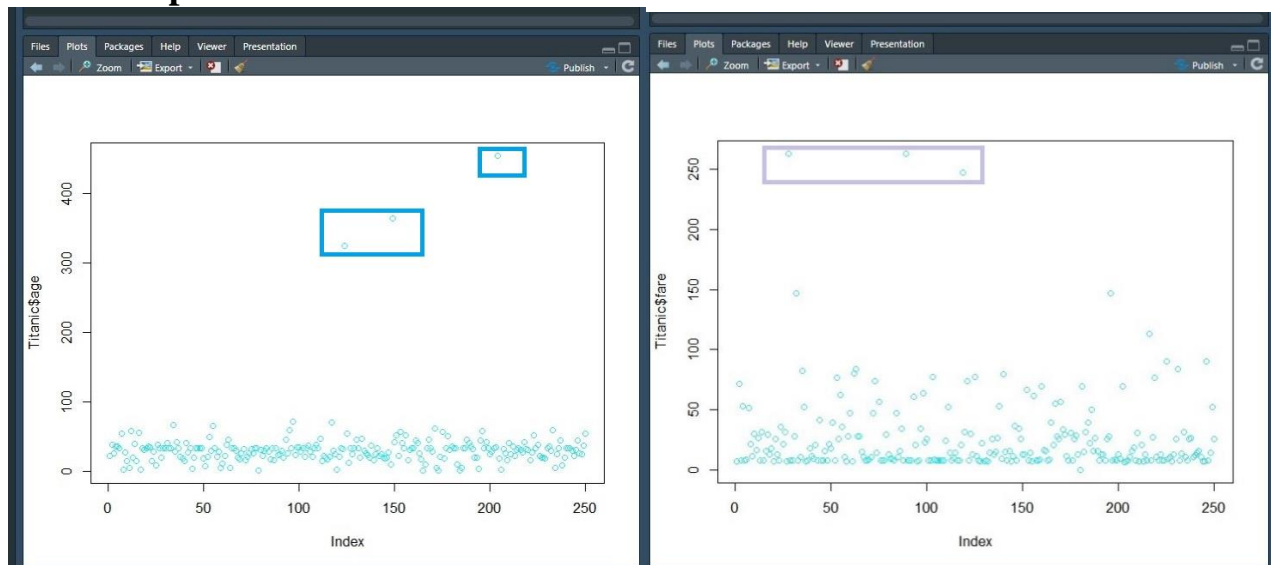 Files Plots Packages Help Viewer Presentation
Zoom Export Publish
Titanic$age
400
300
200
100
0
0 50 100 150 200 250
Index
Files Plots Packages Help Viewer Presentation
Zoom Export Publish
Titanic$fare
250
200
150
100
50
0
0 50 100 150 200 250
Index